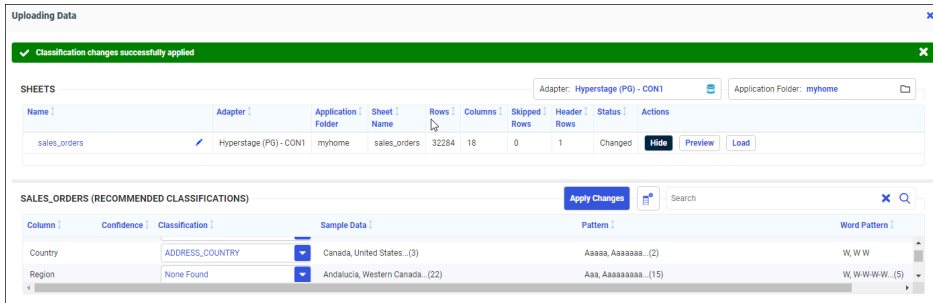 Uploading Data
Classification changes successfully applied
SHEETS
Adapter: Hyperstage (PG) - CON1
Application Folder: myhome
Name Adapter Application Folder Sheet Name Rows Columns Skipped Rows Header Rows Status Actions
sales_orders Hyperstage (PG) - CON1 myhome sales_orders 32284 18 0 1 Changed Hide Preview Load
SALES_ORDERS (RECOMMENDED CLASSIFICATIONS)
Apply Changes
Search
Column Confidence Classification Sample Data Pattern Word Pattern
Country ADDRESS_COUNTRY Canada, United States...(3) Aaaaa, Aaaaaaa...(2) W, W W
Region None Found Andalucia, Western Canada...(22) Aaa, Aaaaaaaaa...(15) W, W-W-W-W...(5)